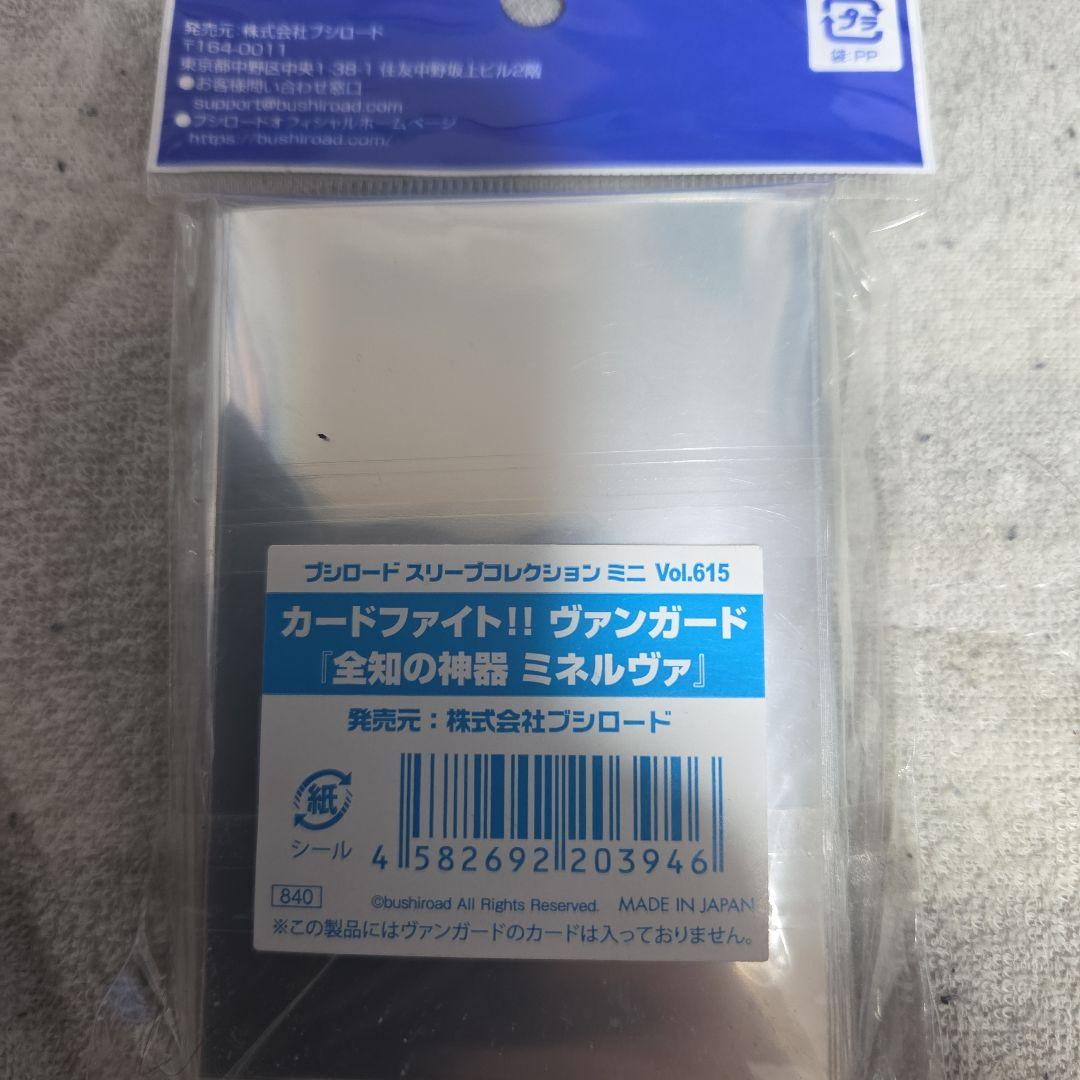 発売元：株式会社ブシロード
〒164-0011
東京都中野区中央1-38-1 住友中野坂上ビル2階
●お客様問い合わせ窓口
support@bushiroad.com
●ブシロードオフィシャルホームページ
https://bushiroad.com/
プラ
袋：PP
ブシロード スリーブコレクション ミニ Vol.615
カードファイト!! ヴァンガード
『全知の神器 ミネルヴァ』
発売元：株式会社ブシロード
紙
シール
4 582692 203946
840
©bushiroad All Rights Reserved. MADE IN JAPAN
※この製品にはヴァンガードのカードは入っておりません。